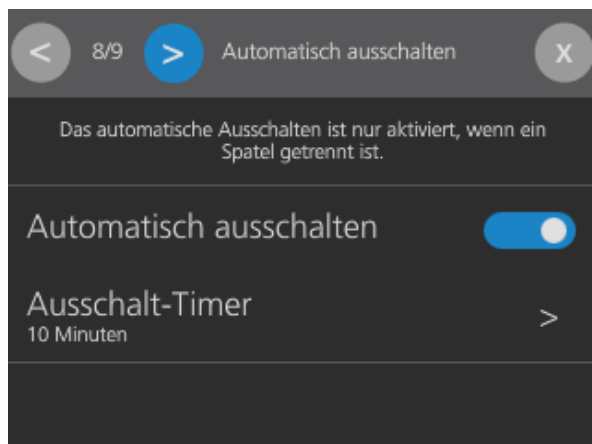 < 8/9 > Automatisch ausschalten X
Das automatische Ausschalten ist nur aktiviert, wenn ein
Spatel getrennt ist.
Automatisch ausschalten
Ausschalt-Timer
10 Minuten >